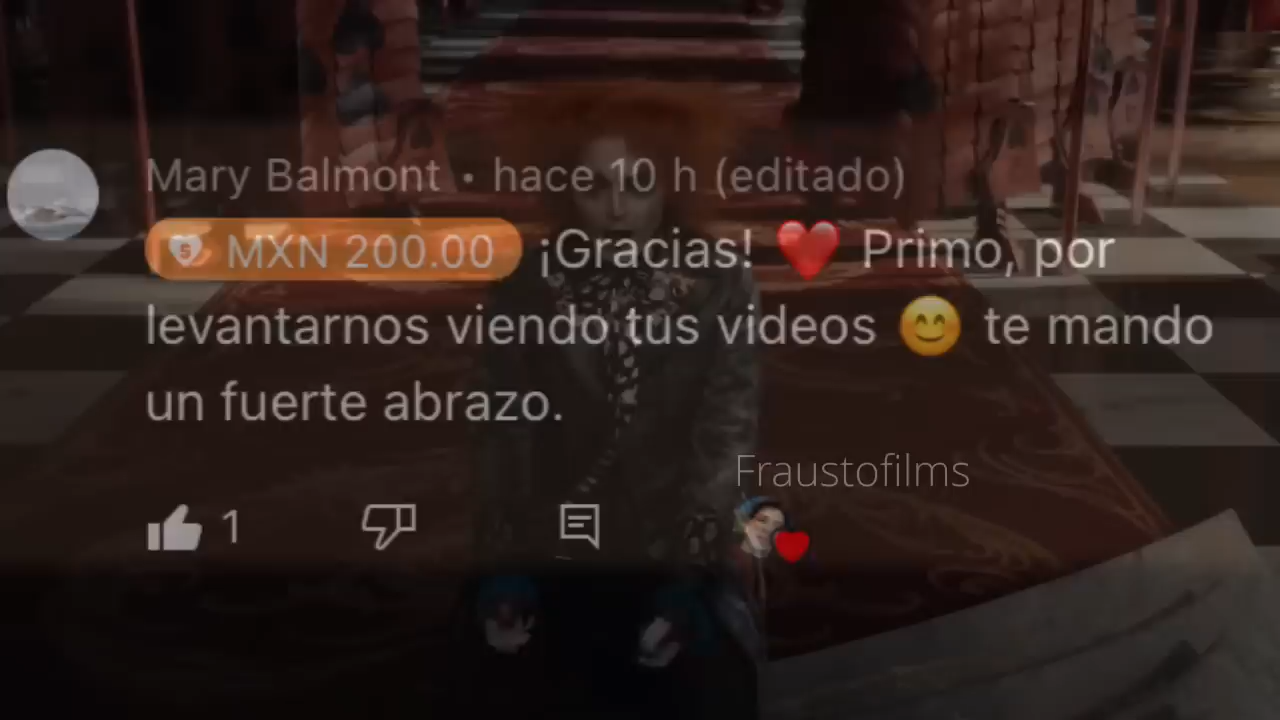 Mary Balmont • hace 10 h (editado)
MXN 200.00 ¡Gracias! ❤️ Primo, por
levantarnos viendo tus videos 😊 te mando
un fuerte abrazo.
Fraustofilms
1